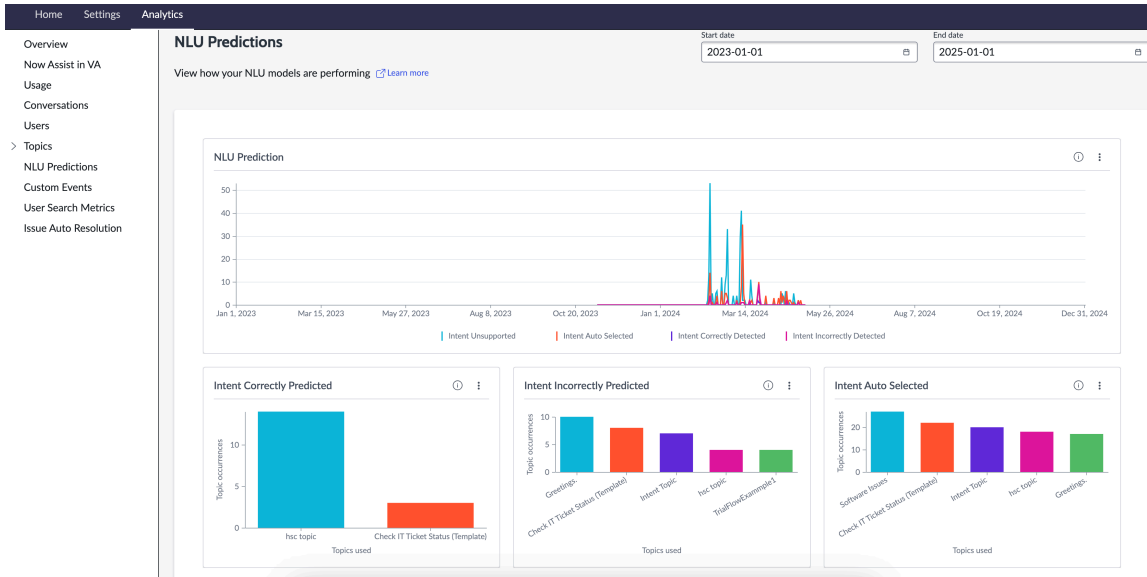 Home Settings Analytics
Overview
Now Assist in VA
Usage
Conversations
Users
Topics
NLU Predictions
Custom Events
User Search Metrics
Issue Auto Resolution
NLU Predictions
Start date
2023-01-01
End date
2025-01-01
View how your NLU models are performing Learn more
NLU Prediction
50
40
30
20
10
0
Jan 1, 2023 Mar 15, 2023 May 27, 2023 Aug 8, 2023 Oct 20, 2023 Jan 1, 2024 Mar 14, 2024 May 26, 2024 Aug 7, 2024 Oct 19, 2024 Dec 31, 2024
Intent Unsupported Intent Auto Selected Intent Correctly Detected Intent Incorrectly Detected
Intent Correctly Predicted
Topic occurrences
10
5
0
hsc topic Check IT Ticket Status (Template)
Topics used
Intent Incorrectly Predicted
Topic occurrences
10
5
0
Greetings. Check IT Ticket Status (Template) Intent Topic hsc topic TrialFlowExammple1
Topics used
Intent Auto Selected
Topic occurrences
20
10
0
Software Issues Check IT Ticket Status (Template) Intent Topic hsc topic Greetings.
Topics used